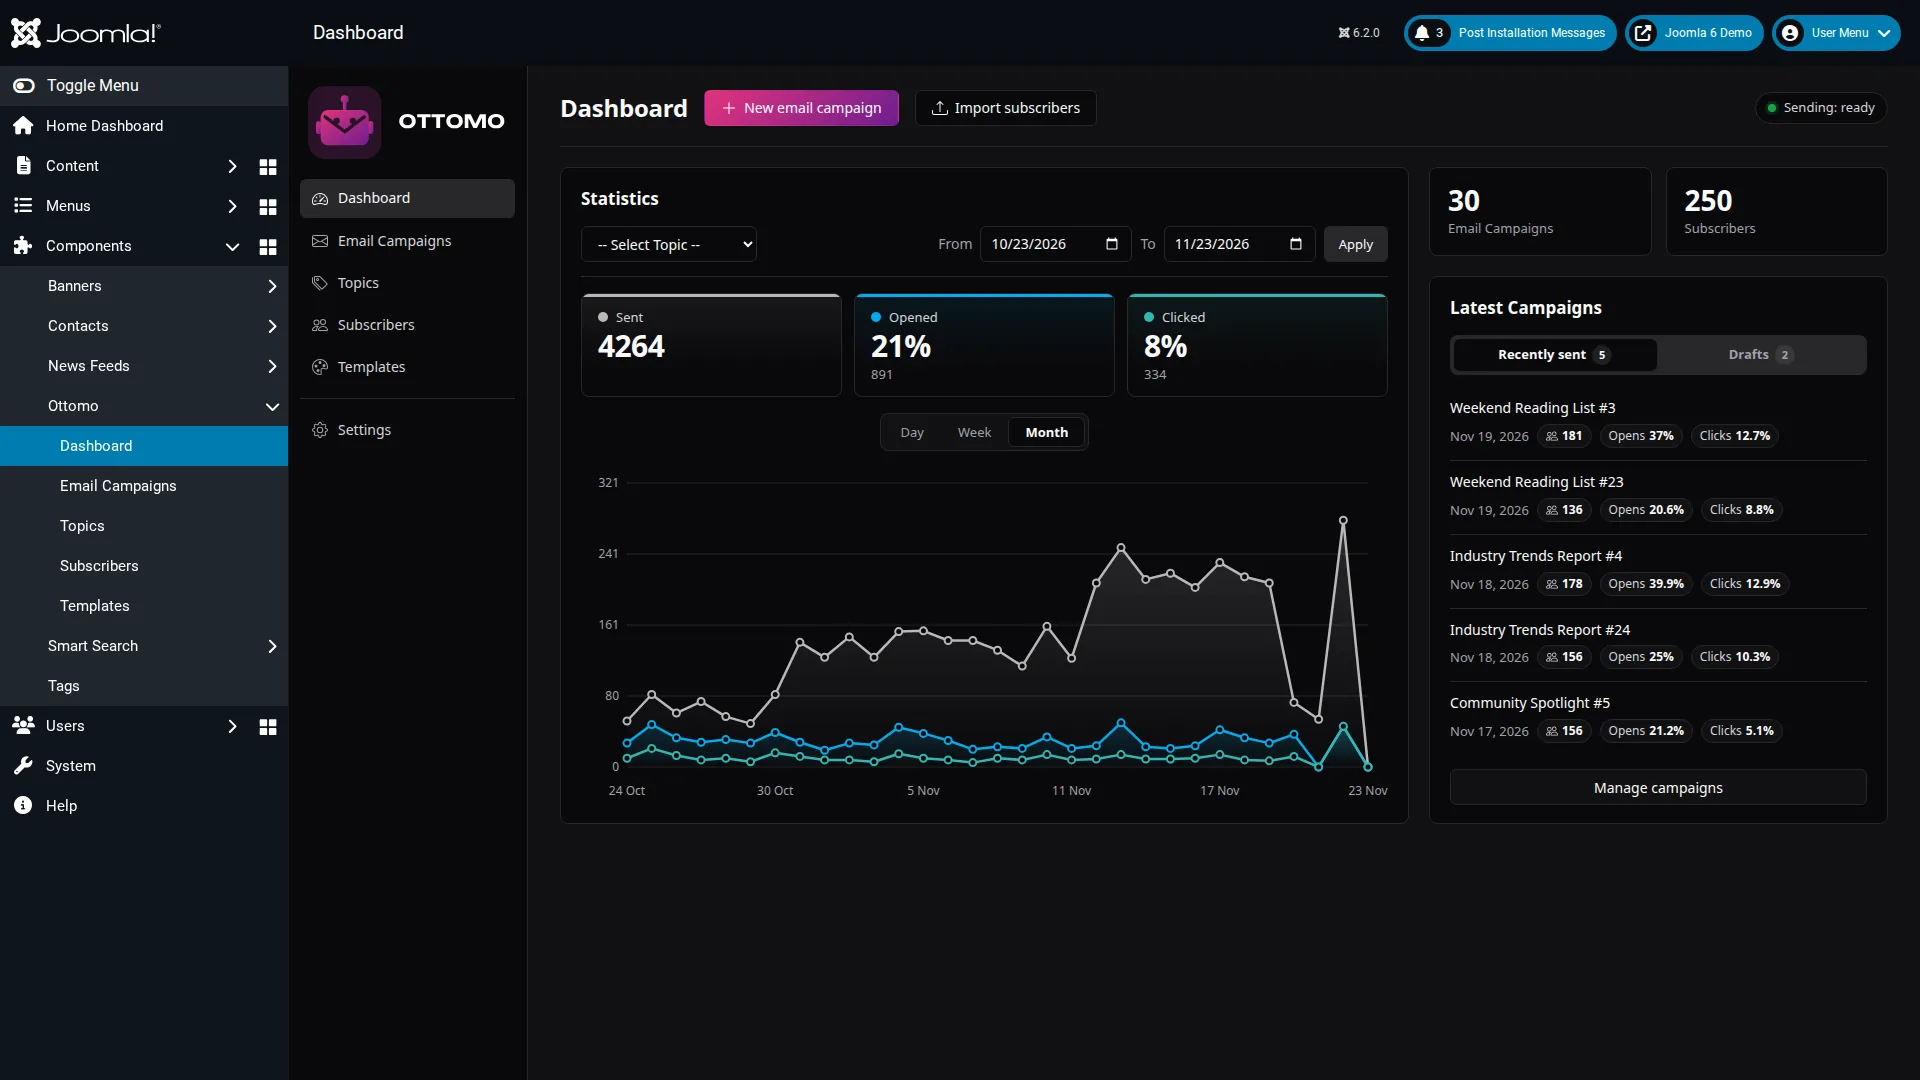 Joomla!
Dashboard
6.2.0
3 Post Installation Messages
Joomla 6 Demo
User Menu
Toggle Menu
Home Dashboard
Content
Menus
Components
Banners
Contacts
News Feeds
Ottomo
Dashboard
Email Campaigns
Topics
Subscribers
Templates
Smart Search
Tags
Users
System
Help
OTTOMO
Dashboard
Email Campaigns
Topics
Subscribers
Templates
Settings
Dashboard
New email campaign
Import subscribers
Sending: ready
Statistics
-- Select Topic --
From 10/23/2026 To 11/23/2026 Apply
Sent
4264
Opened
21%
891
Clicked
8%
334
Day Week Month
321
241
161
80
0
24 Oct 30 Oct 5 Nov 11 Nov 17 Nov 23 Nov
30
Email Campaigns
250
Subscribers
Latest Campaigns
Recently sent 5 Drafts 2
Weekend Reading List #3
Nov 19, 2026 181 Opens 37% Clicks 12.7%
Weekend Reading List #23
Nov 19, 2026 136 Opens 20.6% Clicks 8.8%
Industry Trends Report #4
Nov 18, 2026 178 Opens 39.9% Clicks 12.9%
Industry Trends Report #24
Nov 18, 2026 156 Opens 25% Clicks 10.3%
Community Spotlight #5
Nov 17, 2026 156 Opens 21.2% Clicks 5.1%
Manage campaigns